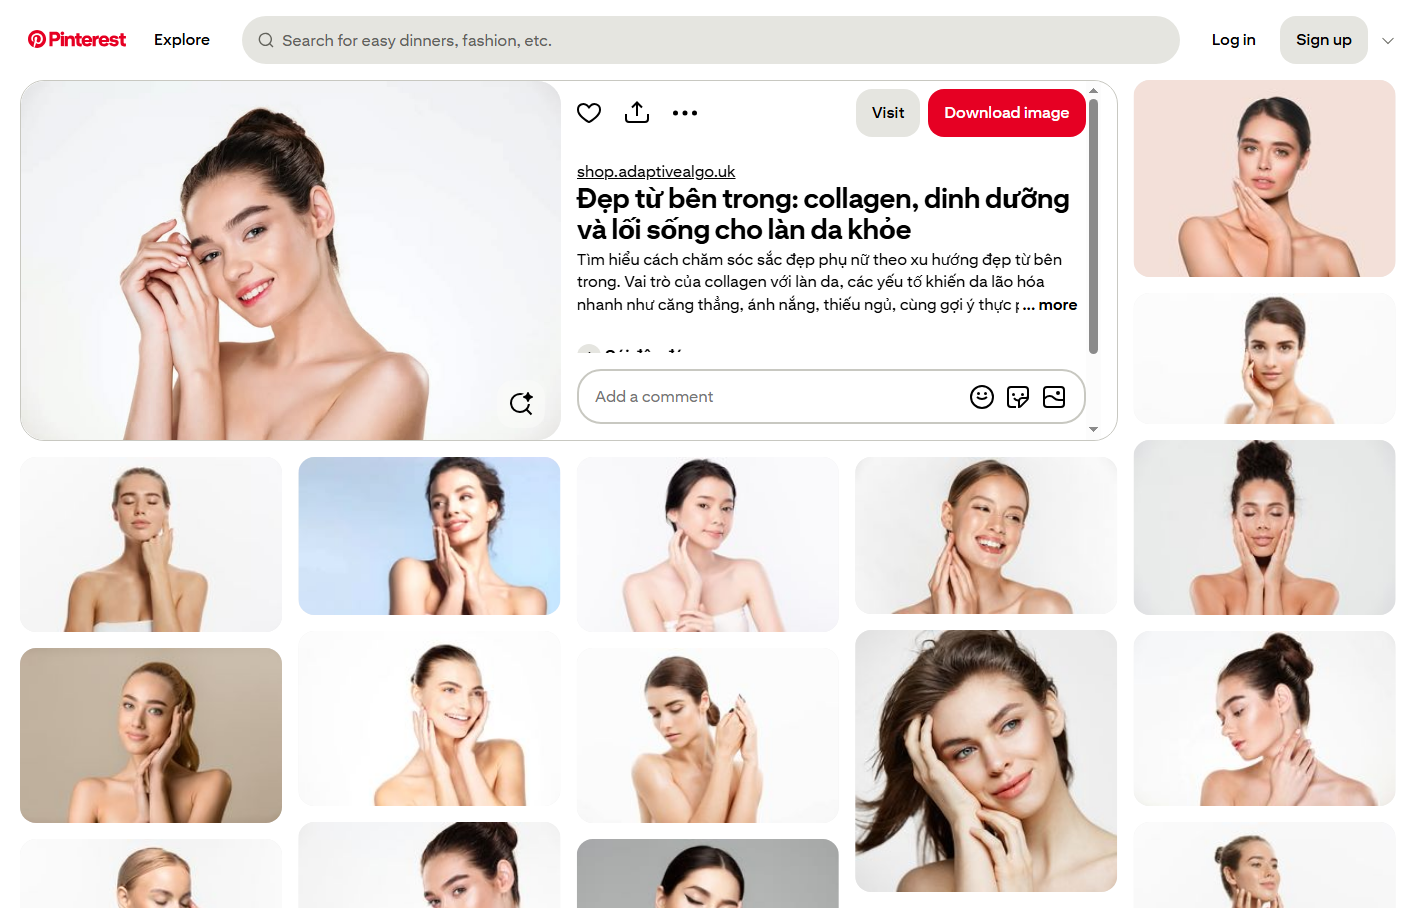 Pinterest
Explore
Search for easy dinners, fashion, etc.
Log in
Sign up
Visit
Download image
shop.adaptivealgo.uk
Đẹp từ bên trong: collagen, dinh dưỡng
và lối sống cho làn da khỏe
Tìm hiểu cách chăm sóc sắc đẹp phụ nữ theo xu hướng đẹp từ bên
trong. Vai trò của collagen với làn da, các yếu tố khiến da lão hóa
nhanh như căng thẳng, ánh nắng, thiếu ngủ, cùng gợi ý thực ... more
Add a comment